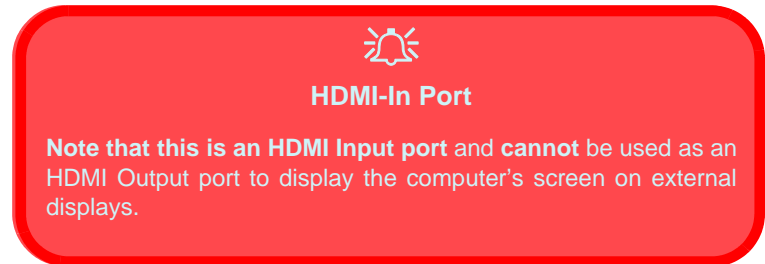 HDMI-In Port
Note that this is an HDMI Input port and cannot be used as an
HDMI Output port to display the computer’s screen on external
displays.